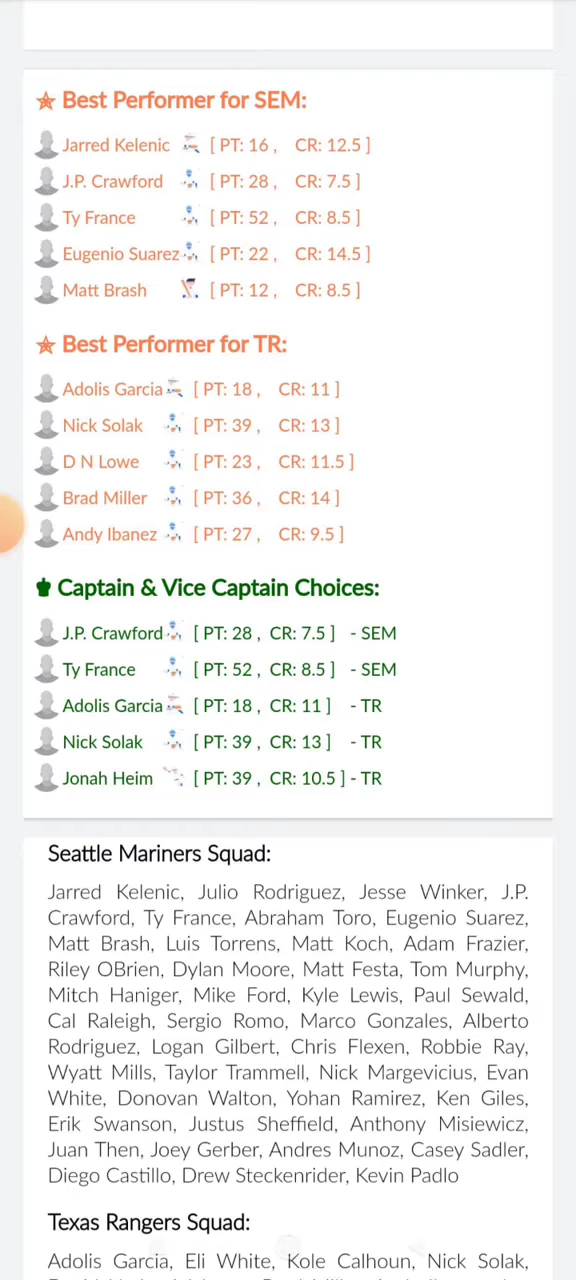 Best Performer for SEM:
Jarred Kelenic [ PT: 16 , CR: 12.5 ]
J.P. Crawford [ PT: 28 , CR: 7.5 ]
Ty France [ PT: 52 , CR: 8.5 ]
Eugenio Suarez [ PT: 22 , CR: 14.5 ]
Matt Brash [ PT: 12 , CR: 8.5 ]
Best Performer for TR:
Adolis Garcia [ PT: 18 , CR: 11 ]
Nick Solak [ PT: 39 , CR: 13 ]
D N Lowe [ PT: 23 , CR: 11.5 ]
Brad Miller [ PT: 36 , CR: 14 ]
Andy Ibanez [ PT: 27 , CR: 9.5 ]
Captain & Vice Captain Choices:
J.P. Crawford [ PT: 28 , CR: 7.5 ] - SEM
Ty France [ PT: 52 , CR: 8.5 ] - SEM
Adolis Garcia [ PT: 18 , CR: 11 ] - TR
Nick Solak [ PT: 39 , CR: 13 ] - TR
Jonah Heim [ PT: 39 , CR: 10.5 ] - TR
Seattle Mariners Squad:
Jarred Kelenic, Julio Rodriguez, Jesse Winker, J.P.
Crawford, Ty France, Abraham Toro, Eugenio Suarez,
Matt Brash, Luis Torrens, Matt Koch, Adam Frazier,
Riley OBrien, Dylan Moore, Matt Festa, Tom Murphy,
Mitch Haniger, Mike Ford, Kyle Lewis, Paul Sewald,
Cal Raleigh, Sergio Romo, Marco Gonzales, Alberto
Rodriguez, Logan Gilbert, Chris Flexen, Robbie Ray,
Wyatt Mills, Taylor Trammell, Nick Margevicius, Evan
White, Donovan Walton, Yohan Ramirez, Ken Giles,
Erik Swanson, Justus Sheffield, Anthony Misiewicz,
Juan Then, Joey Gerber, Andres Munoz, Casey Sadler,
Diego Castillo, Drew Steckenrider, Kevin Padlo
Texas Rangers Squad:
Adolis Garcia, Eli White, Kole Calhoun, Nick Solak,